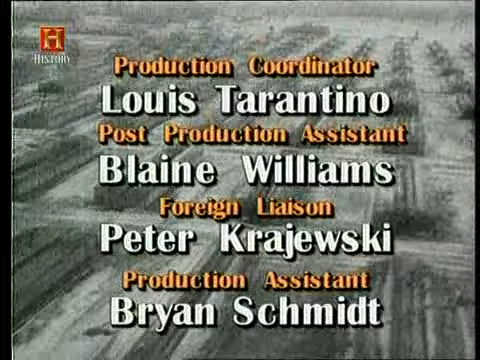 H
HISTORY
Production Coordinator
Louis Tarantino
Post Production Assistant
Blaine Williams
Foreign Liaison
Peter Krajewski
Production Assistant
Bryan Schmidt